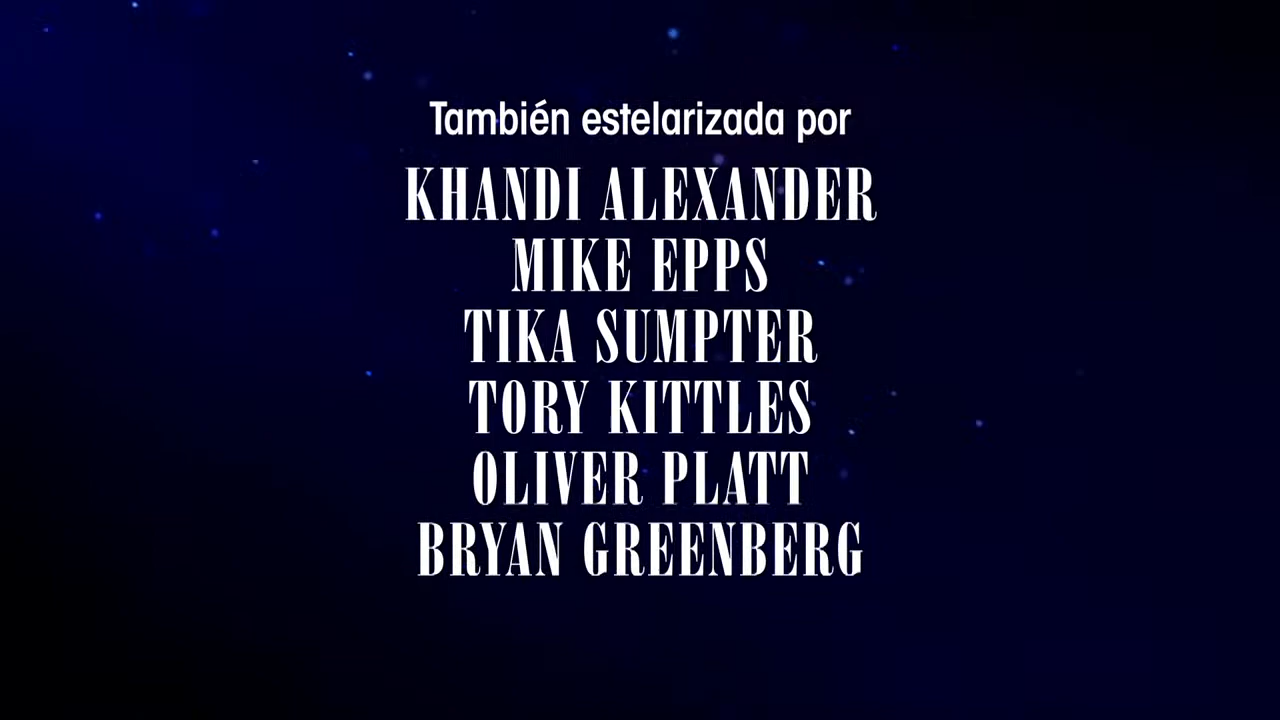 También estelarizada por
KHANDI ALEXANDER
MIKE EPPS
TIKA SUMPTER
TORY KITTLES
OLIVER PLATT
BRYAN GREENBERG